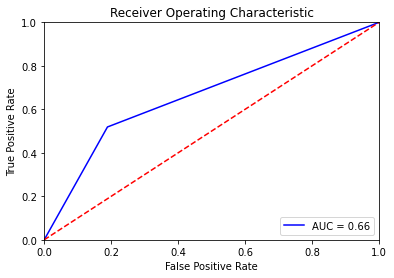 Receiver Operating Characteristic
1.0
0.8
0.6
0.4
0.2
0.0
True Positive Rate
AUC = 0.66
0.0 0.2 0.4 0.6 0.8 1.0
False Positive Rate